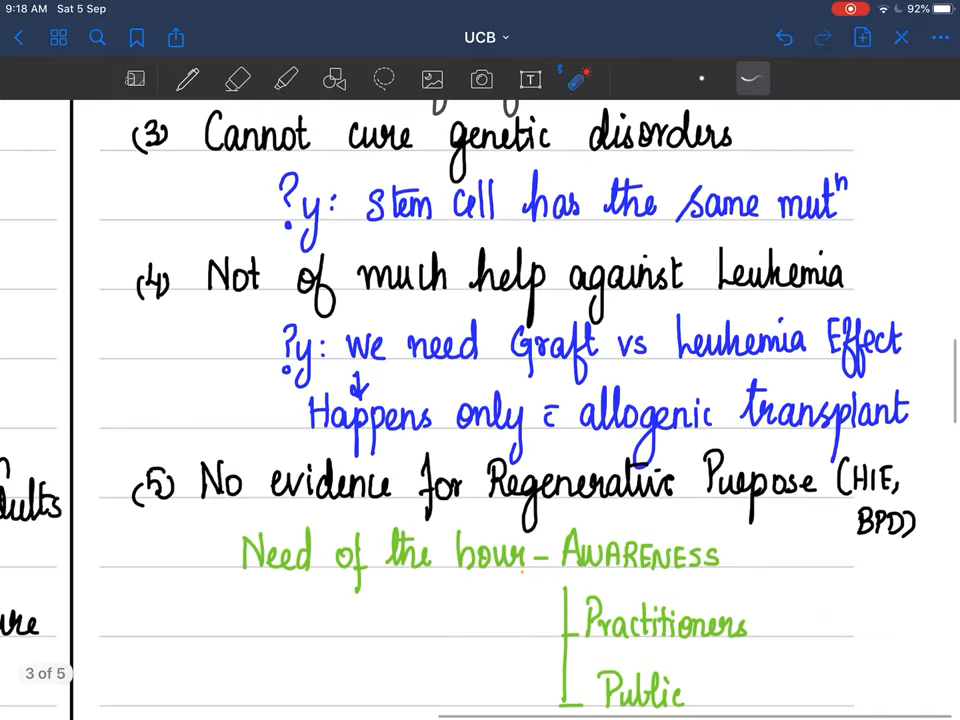 9:18 AM Sat 5 Sep
92%
UCB
T
(3) Cannot cure genetic disorders
?y: Stem cell has the same mutⁿ
(4) Not of much help against Leukemia
?y: We need Graft vs Leukemia Effect
↓
Happens only c̄ allogenic transplant
(5) No evidence for Regenerative Purpose (HIE,
BPD)
Need of the hour - AWARENESS
Practitioners
Public
3 of 5